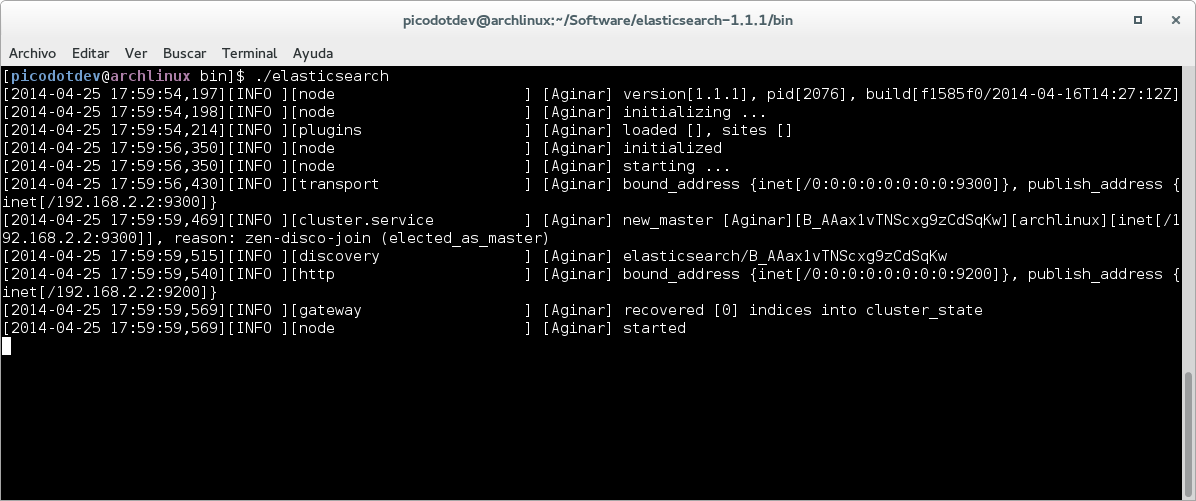 picodotdev@archlinux:~/Software/elasticsearch-1.1.1/bin
Archivo Editar Ver Buscar Terminal Ayuda
[picodotdev@archlinux bin]$ ./elasticsearch
[2014-04-25 17:59:54,197][INFO ][node                     ] [Aginar] version[1.1.1], pid[2076], build[f1585f0/2014-04-16T14:27:12Z]
[2014-04-25 17:59:54,198][INFO ][node                     ] [Aginar] initializing ...
[2014-04-25 17:59:54,214][INFO ][plugins                  ] [Aginar] loaded [], sites []
[2014-04-25 17:59:56,350][INFO ][node                     ] [Aginar] initialized
[2014-04-25 17:59:56,350][INFO ][node                     ] [Aginar] starting ...
[2014-04-25 17:59:56,430][INFO ][transport                ] [Aginar] bound_address {inet[/0:0:0:0:0:0:0:0:9300]}, publish_address {
inet[/192.168.2.2:9300]}
[2014-04-25 17:59:59,469][INFO ][cluster.service          ] [Aginar] new_master [Aginar][B_AAax1vTNScxg9zCdSqKw][archlinux][inet[/1
92.168.2.2:9300]], reason: zen-disco-join (elected_as_master)
[2014-04-25 17:59:59,515][INFO ][discovery                ] [Aginar] elasticsearch/B_AAax1vTNScxg9zCdSqKw
[2014-04-25 17:59:59,540][INFO ][http                     ] [Aginar] bound_address {inet[/0:0:0:0:0:0:0:0:9200]}, publish_address {
inet[/192.168.2.2:9200]}
[2014-04-25 17:59:59,569][INFO ][gateway                  ] [Aginar] recovered [0] indices into cluster_state
[2014-04-25 17:59:59,569][INFO ][node                     ] [Aginar] started